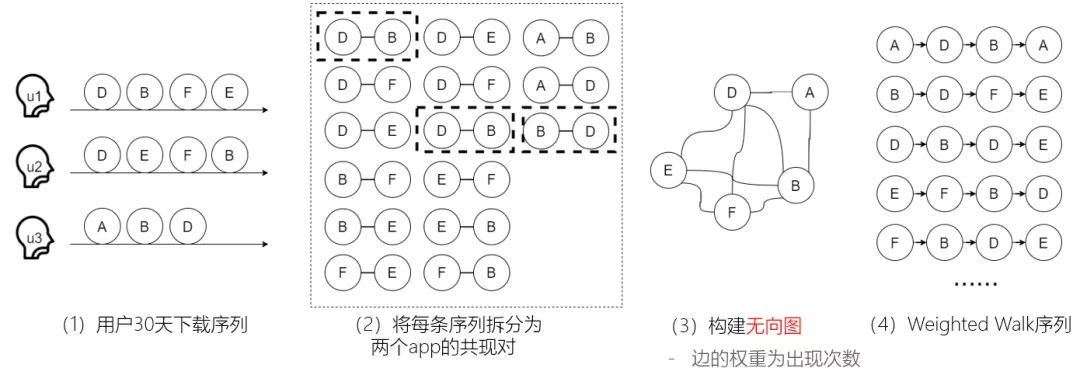 u1 D B F E
u2 D E F B
u3 A B D
(1) 用户30天下载序列
D B D E A B
D F D F A D
D E D B B D
B F E F
B E E B
F E F B
(2) 将每条序列拆分为
两个app的共现对
D A
E B
F
(3) 构建无向图
- 边的权重为出现次数
A D B A
B D F E
D B D E
E F B D
F B D E
······
(4) Weighted Walk序列